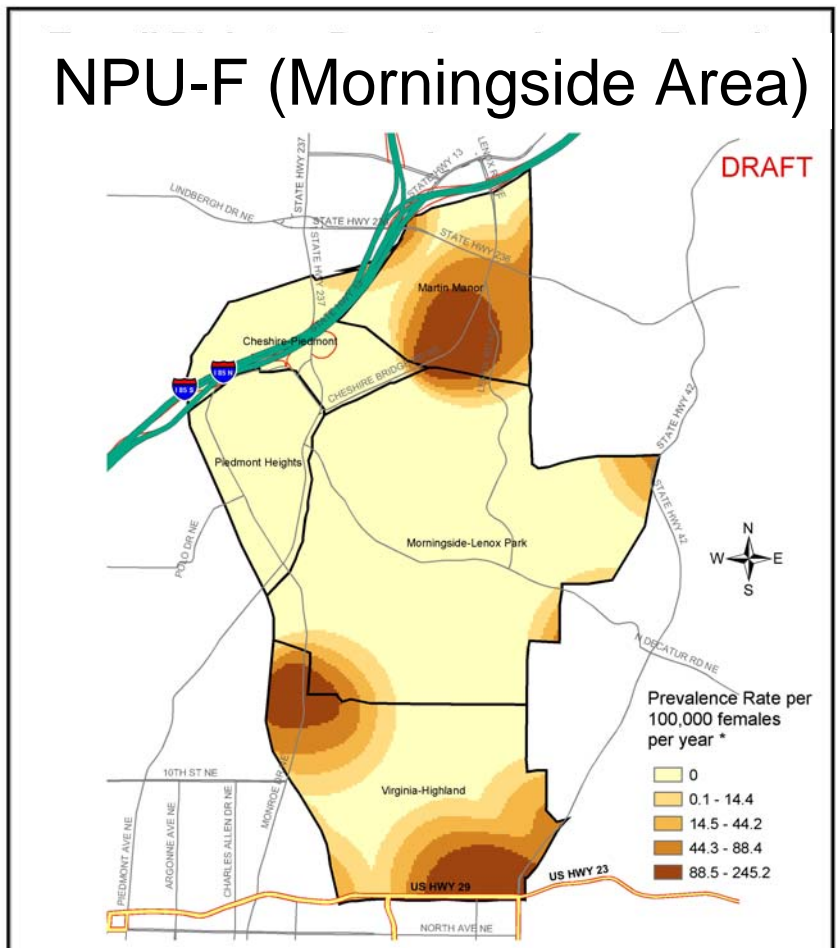 NPU-F (Morningside Area)
DRAFT
STATE HWY 237
LINDBERGH DR NE
STATE HWY 13
STATE HWY 236
STATE HWY 237
Martin Manor
Cheshire-Piedmont
I 85 N
I 85 S
CHESHIRE BRIDGE
STATE HWY 42
Piedmont Heights
STATE HWY 42
POLO DR NE
Morningside-Lenox Park
N
W E
S
N DECATUR RD NE
Prevalence Rate per
100,000 females
per year *
0
0.1 - 14.4
14.5 - 44.2
44.3 - 88.4
88.5 - 245.2
10TH ST NE
Virginia-Highland
PIEDMONT AVE NE
ARGONNE AVE NE
CHARLES ALLEN DR NE
MONROE DR NE
US HWY 29
US HWY 23
NORTH AVE NE